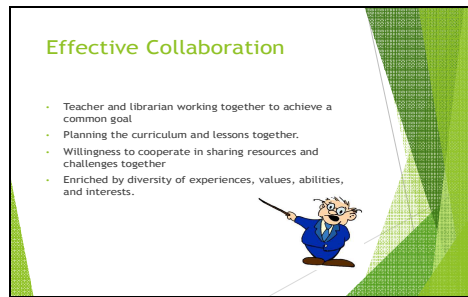 Effective Collaboration
• Teacher and librarian working together to achieve a
common goal
• Planning the curriculum and lessons together.
• Willingness to cooperate in sharing resources and
challenges together
• Enriched by diversity of experiences, values, abilities,
and interests.